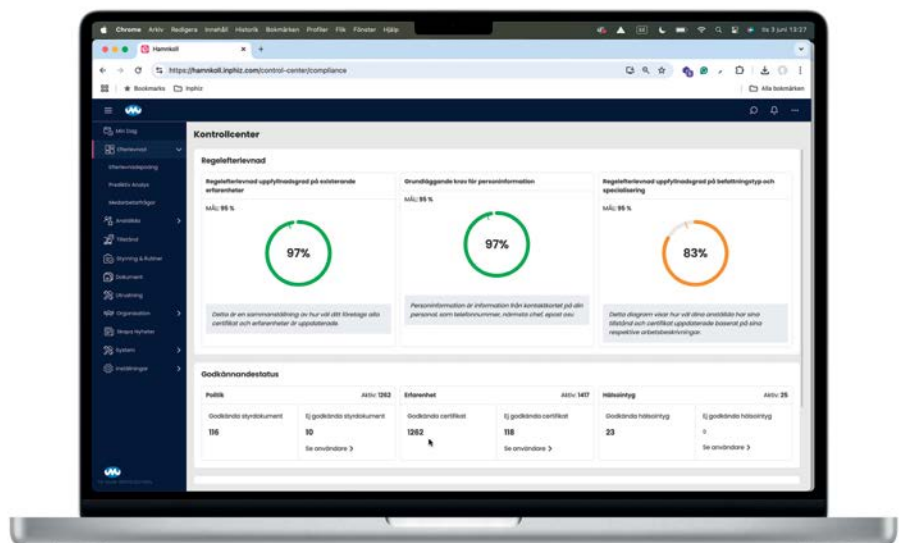 Chrome Arkiv Redigera Innehåll Historik Bokmärken Profiler Flik Fönster Hjälp
tis 3 juni 13:27
Hamnkoll
https://hamnkoll.inphiz.com/control-center/compliance
Bookmarks
Inphiz
Alla bokmärken
Min Dag
Efterlevnad
Efterlevnadspoäng
Prediktiv Analys
Medarbetarfrågor
Anställda
Tillstånd
Styrning & Rutiner
Dokument
Utrustning
Organisation
Skapa Nyheter
System
Inställningar
Kontrollcenter
Regelefterlevnad
Regelefterlevnad uppfyllnadsgrad på existerande
erfarenheter
MÅL: 95 %
97%
Detta är en sammanställning av hur väl ditt företags alla
certifikat och erfarenheter är uppdaterade.
Grundläggande krav för personinformation
MÅL: 95 %
97%
Personinformation är information från kontaktkortet på din
personal, som telefonnummer, närmsta chef, epost osv.
Regelefterlevnad uppfyllnadsgrad på befattningstyp och
specialisering
MÅL: 95 %
83%
Detta diagram visar hur väl dina anställda har sina
tillstånd och certifikat uppdaterade baserat på sina
respektive arbetsbeskrivningar.
Godkännandestatus
Politik
Aktiv: 1262
Godkända styrdokument
116
Ej godkända styrdokument
10
Se användare
Erfarenhet
Aktiv: 1417
Godkända certifikat
1262
Ej godkända certifikat
118
Se användare
Hälsointyg
Aktiv: 25
Godkända hälsointyg
23
Ej godkända hälsointyg
0
Se användare